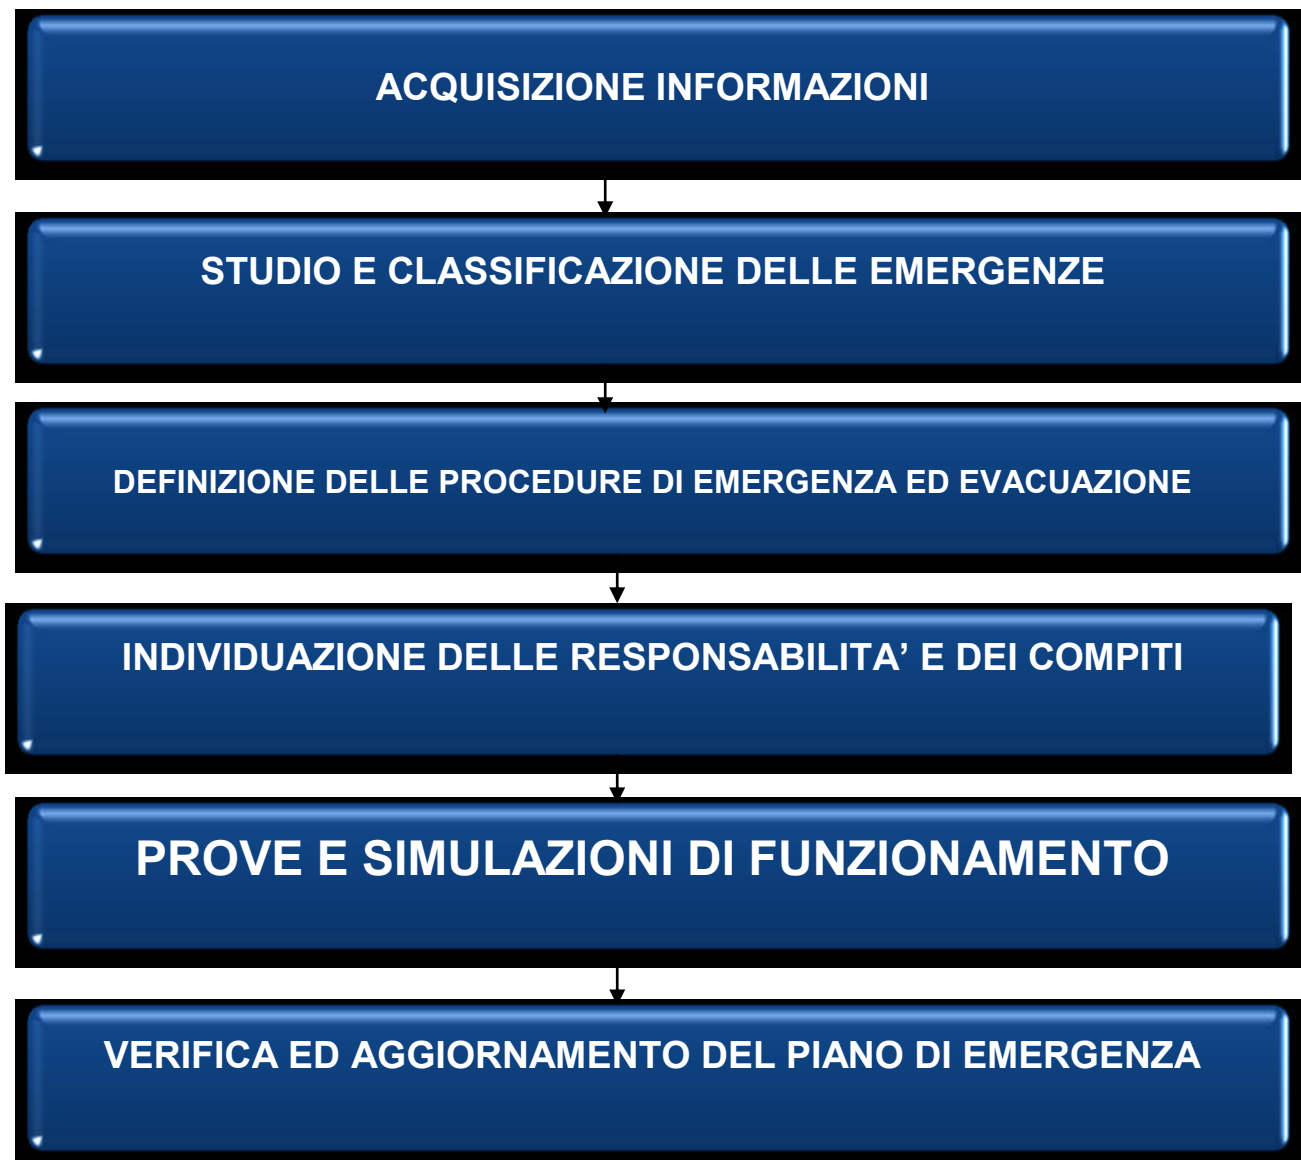 ACQUISIZIONE INFORMAZIONI
STUDIO E CLASSIFICAZIONE DELLE EMERGENZE
DEFINIZIONE DELLE PROCEDURE DI EMERGENZA ED EVACUAZIONE
INDIVIDUAZIONE DELLE RESPONSABILITA’ E DEI COMPITI
PROVE E SIMULAZIONI DI FUNZIONAMENTO
VERIFICA ED AGGIORNAMENTO DEL PIANO DI EMERGENZA